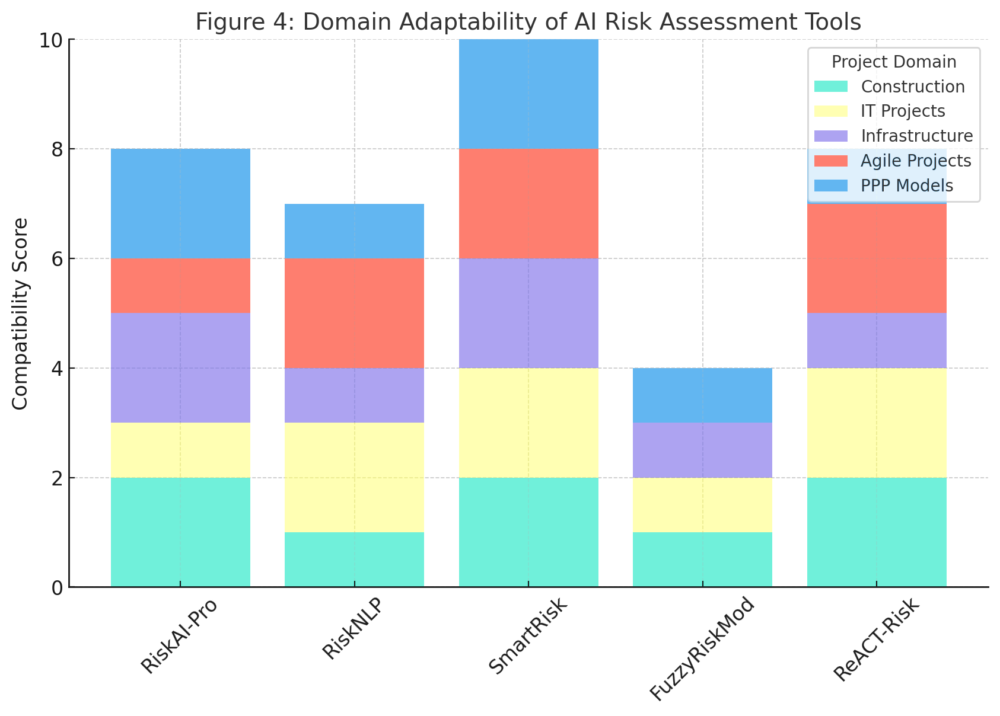 Figure 4: Domain Adaptability of AI Risk Assessment Tools
Compatibility Score
10
8
6
4
2
0
Project Domain
Construction
IT Projects
Infrastructure
Agile Projects
PPP Models
RiskAI-Pro
RiskNLP
SmartRisk
FuzzyRiskMod
ReACT-Risk